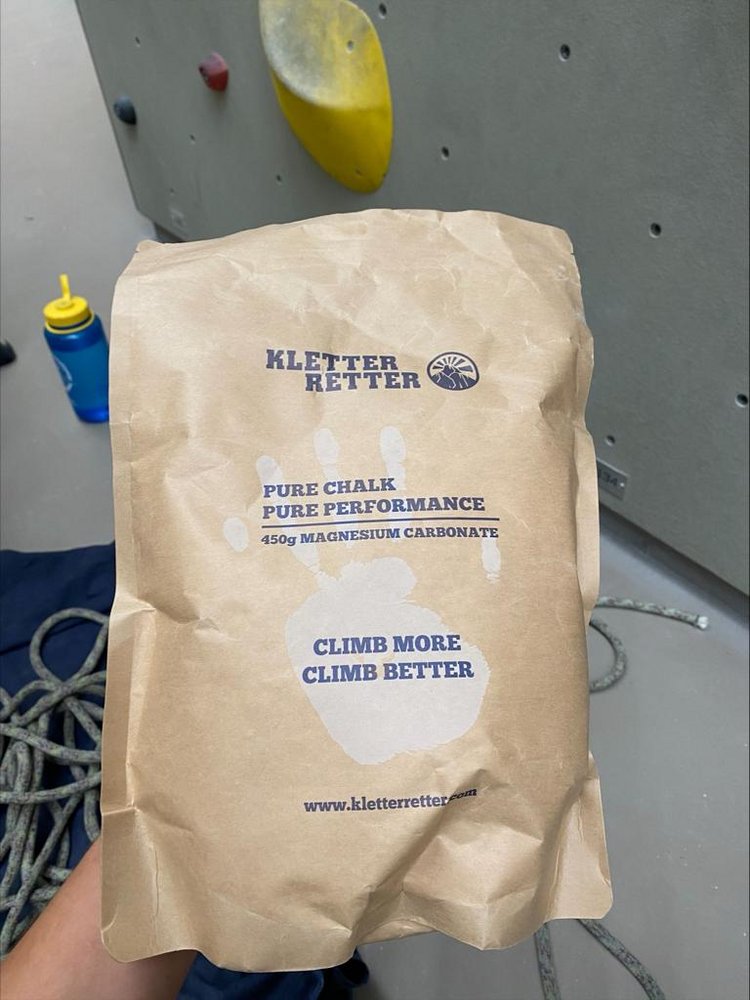 KLETTER
RETTER
PURE CHALK
PURE PERFORMANCE
450g MAGNESIUM CARBONATE
CLIMB MORE
CLIMB BETTER
www.kletterretter.com